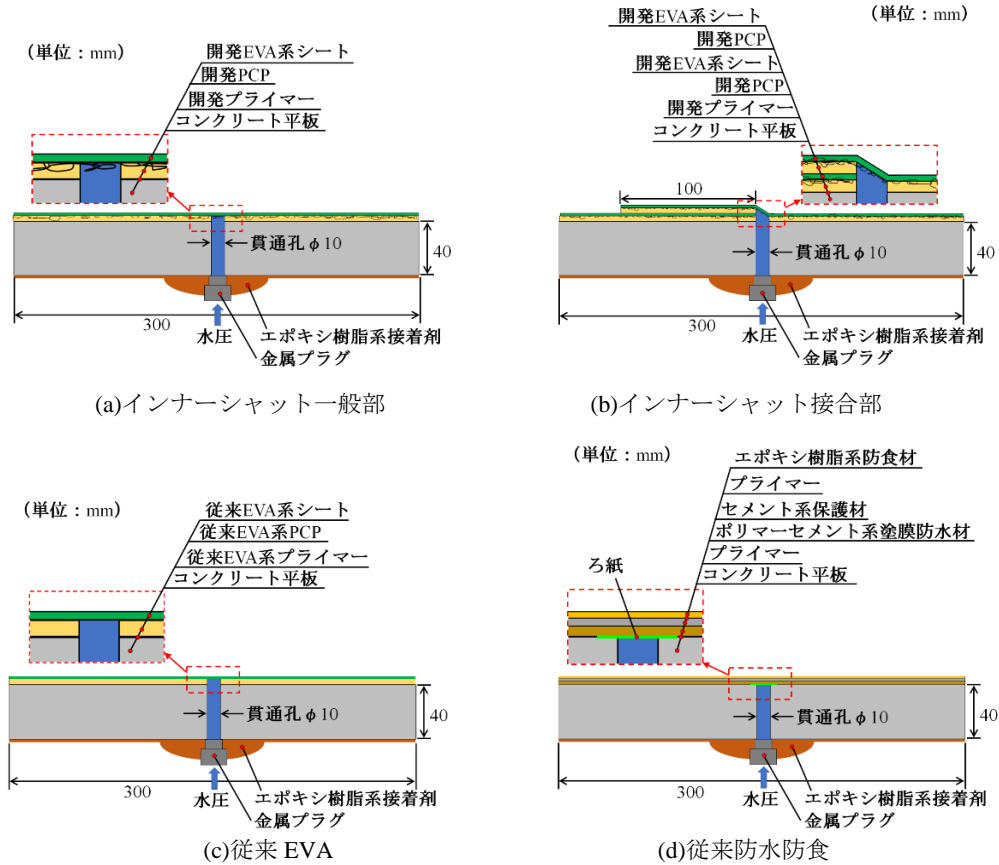 （単位：mm）
開発EVA系シート
開発PCP
開発プライマー
コンクリート平板
貫通孔φ10
40
300
水圧
エポキシ樹脂系接着剤
金属プラグ
(a)インナーシャット一般部
（単位：mm）
開発EVA系シート
開発PCP
開発EVA系シート
開発PCP
開発プライマー
コンクリート平板
100
貫通孔φ10
40
300
水圧
エポキシ樹脂系接着剤
金属プラグ
(b)インナーシャット接合部
（単位：mm）
従来EVA系シート
従来EVA系PCP
従来EVA系プライマー
コンクリート平板
貫通孔φ10
40
300
水圧
エポキシ樹脂系接着剤
金属プラグ
(c)従来 EVA
（単位：mm）
エポキシ樹脂系防食材
プライマー
セメント系保護材
ポリマーセメント系塗膜防水材
プライマー
コンクリート平板
ろ紙
貫通孔φ10
40
300
水圧
エポキシ樹脂系接着剤
金属プラグ
(d)従来防水防食